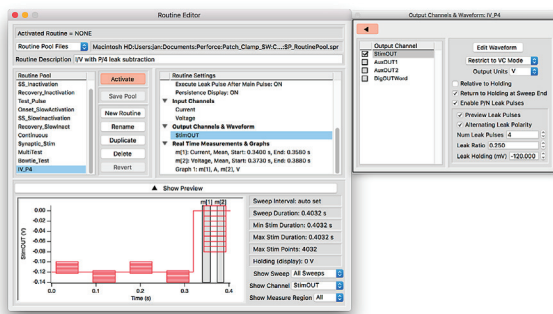 Routine Editor
Activated Routine = NONE
Routine Pool Files
Macintosh HD:Users:jan:Documents:Perforce:Patch_Clamp_SW:C...:SP_RoutinePool.spr
Routine Description I/V with P/4 leak subtraction
Routine Pool
SS_Inactivation
Recovery_Inactivation
Test_Pulse
Onset_SlowActivation
SS_SlowInactivation
Recovery_SlowInact
Continuous
Synaptic_Stim
MultiTest
Bowtie_Test
IV_P4
Activate
Save Pool
New Routine
Rename
Duplicate
Delete
Revert
Routine Settings
Execute Leak Pulse After Main Pulse: ON
Persistence Display: ON
Input Channels
Current
Voltage
Output Channels & Waveform
StimOUT
Real Time Measurements & Graphs
m(1): Current, Mean, Start: 0.3400 s, End: 0.3580 s
m(2): Voltage, Mean, Start: 0.3730 s, End: 0.3880 s
Graph 1: m(1), A, m(2), V
Show Preview
m[1] m[2]
0.00
-0.02
-0.04
-0.06
-0.08
-0.10
-0.12
-0.14
StimOUT (V)
0.0 0.1 0.2 0.3 0.4
Time (s)
Sweep Interval: auto set
Sweep Duration: 0.4032 s
Min Stim Duration: 0.4032 s
Max Stim Duration: 0.4032 s
Max Stim Points: 4032
Holding (display): 0 V
Show Sweep All Sweeps
Show Channel StimOUT
Show Measure Region All
Output Channels & Waveform: IV_P4
Output Channel
StimOUT
AuxOUT1
AuxOUT2
DigOUTWord
Edit Waveform
Restrict to VC Mode
Output Units V
Relative to Holding
Return to Holding at Sweep End
Enable P/N Leak Pulses
Preview Leak Pulses
Alternating Leak Polarity
Num Leak Pulses 4
Leak Ratio 0.250
Leak Holding (mV) -120.000